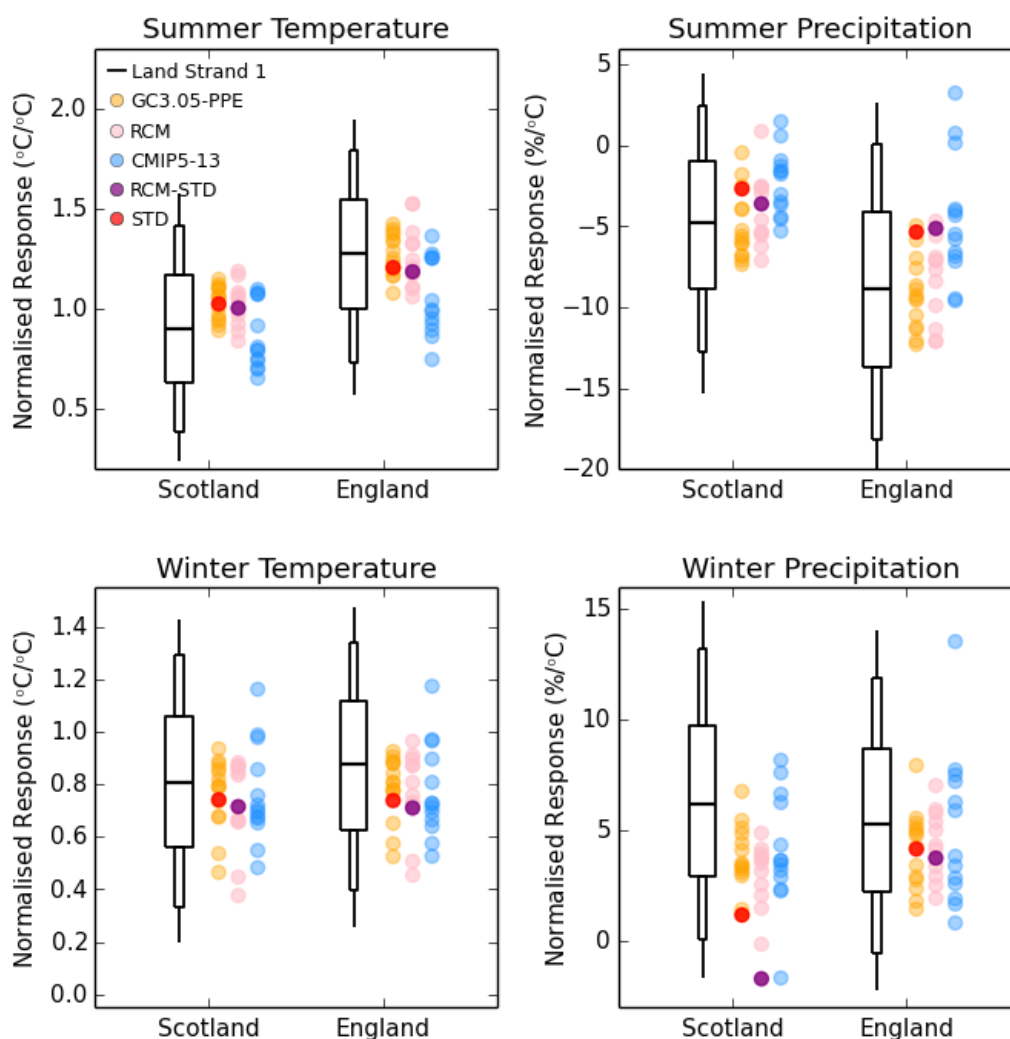 Summer Temperature
Normalised Response (°C/°C)
2.0
1.5
1.0
0.5
Land Strand 1
GC3.05-PPE
RCM
CMIP5-13
RCM-STD
STD
Scotland England
Summer Precipitation
Normalised Response (%/°C)
5
0
−5
−10
−15
−20
Scotland England
Winter Temperature
Normalised Response (°C/°C)
1.4
1.2
1.0
0.8
0.6
0.4
0.2
0.0
Scotland England
Winter Precipitation
Normalised Response (%/°C)
15
10
5
0
Scotland England